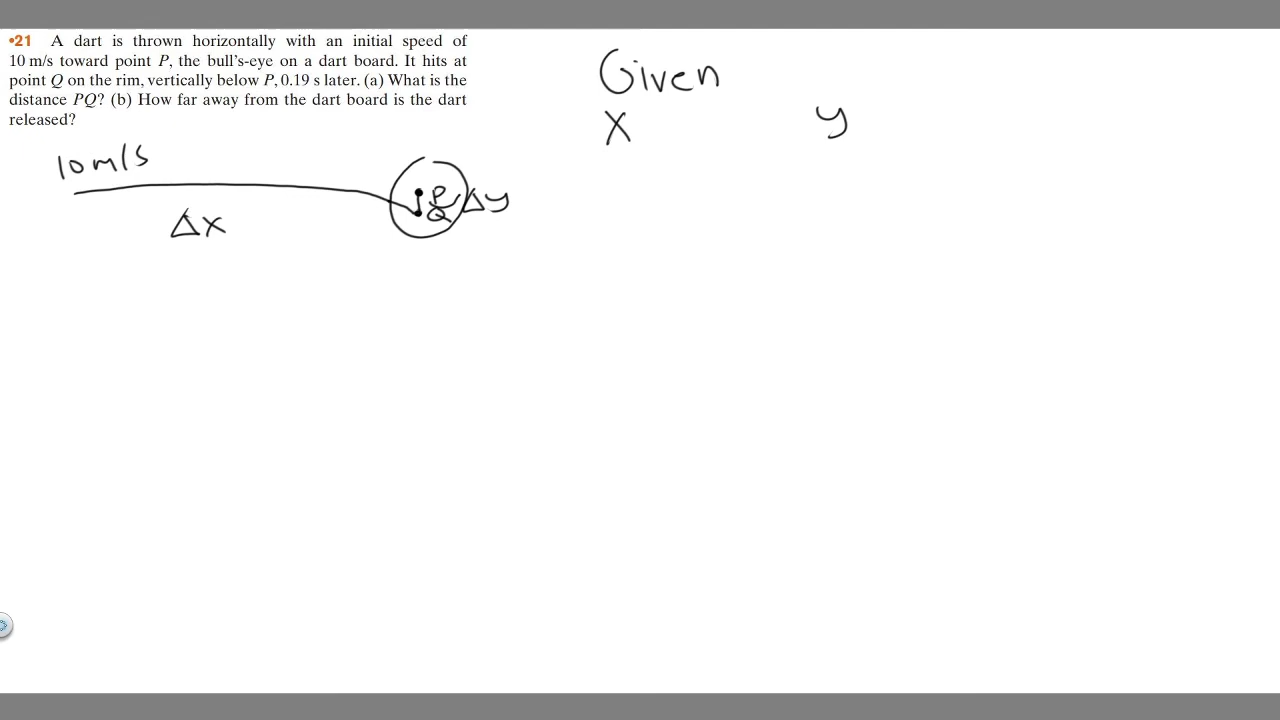 •21 A dart is thrown horizontally with an initial speed of
10 m/s toward point P, the bull's-eye on a dart board. It hits at
point Q on the rim, vertically below P, 0.19 s later. (a) What is the
distance PQ? (b) How far away from the dart board is the dart
released?
Given
X y
10 m/s
P
Q
Δy
Δx